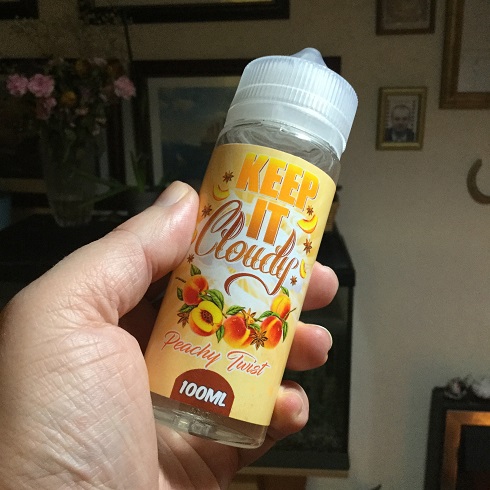 KEEP
IT
Cloudy
Peachy Twist
100ML